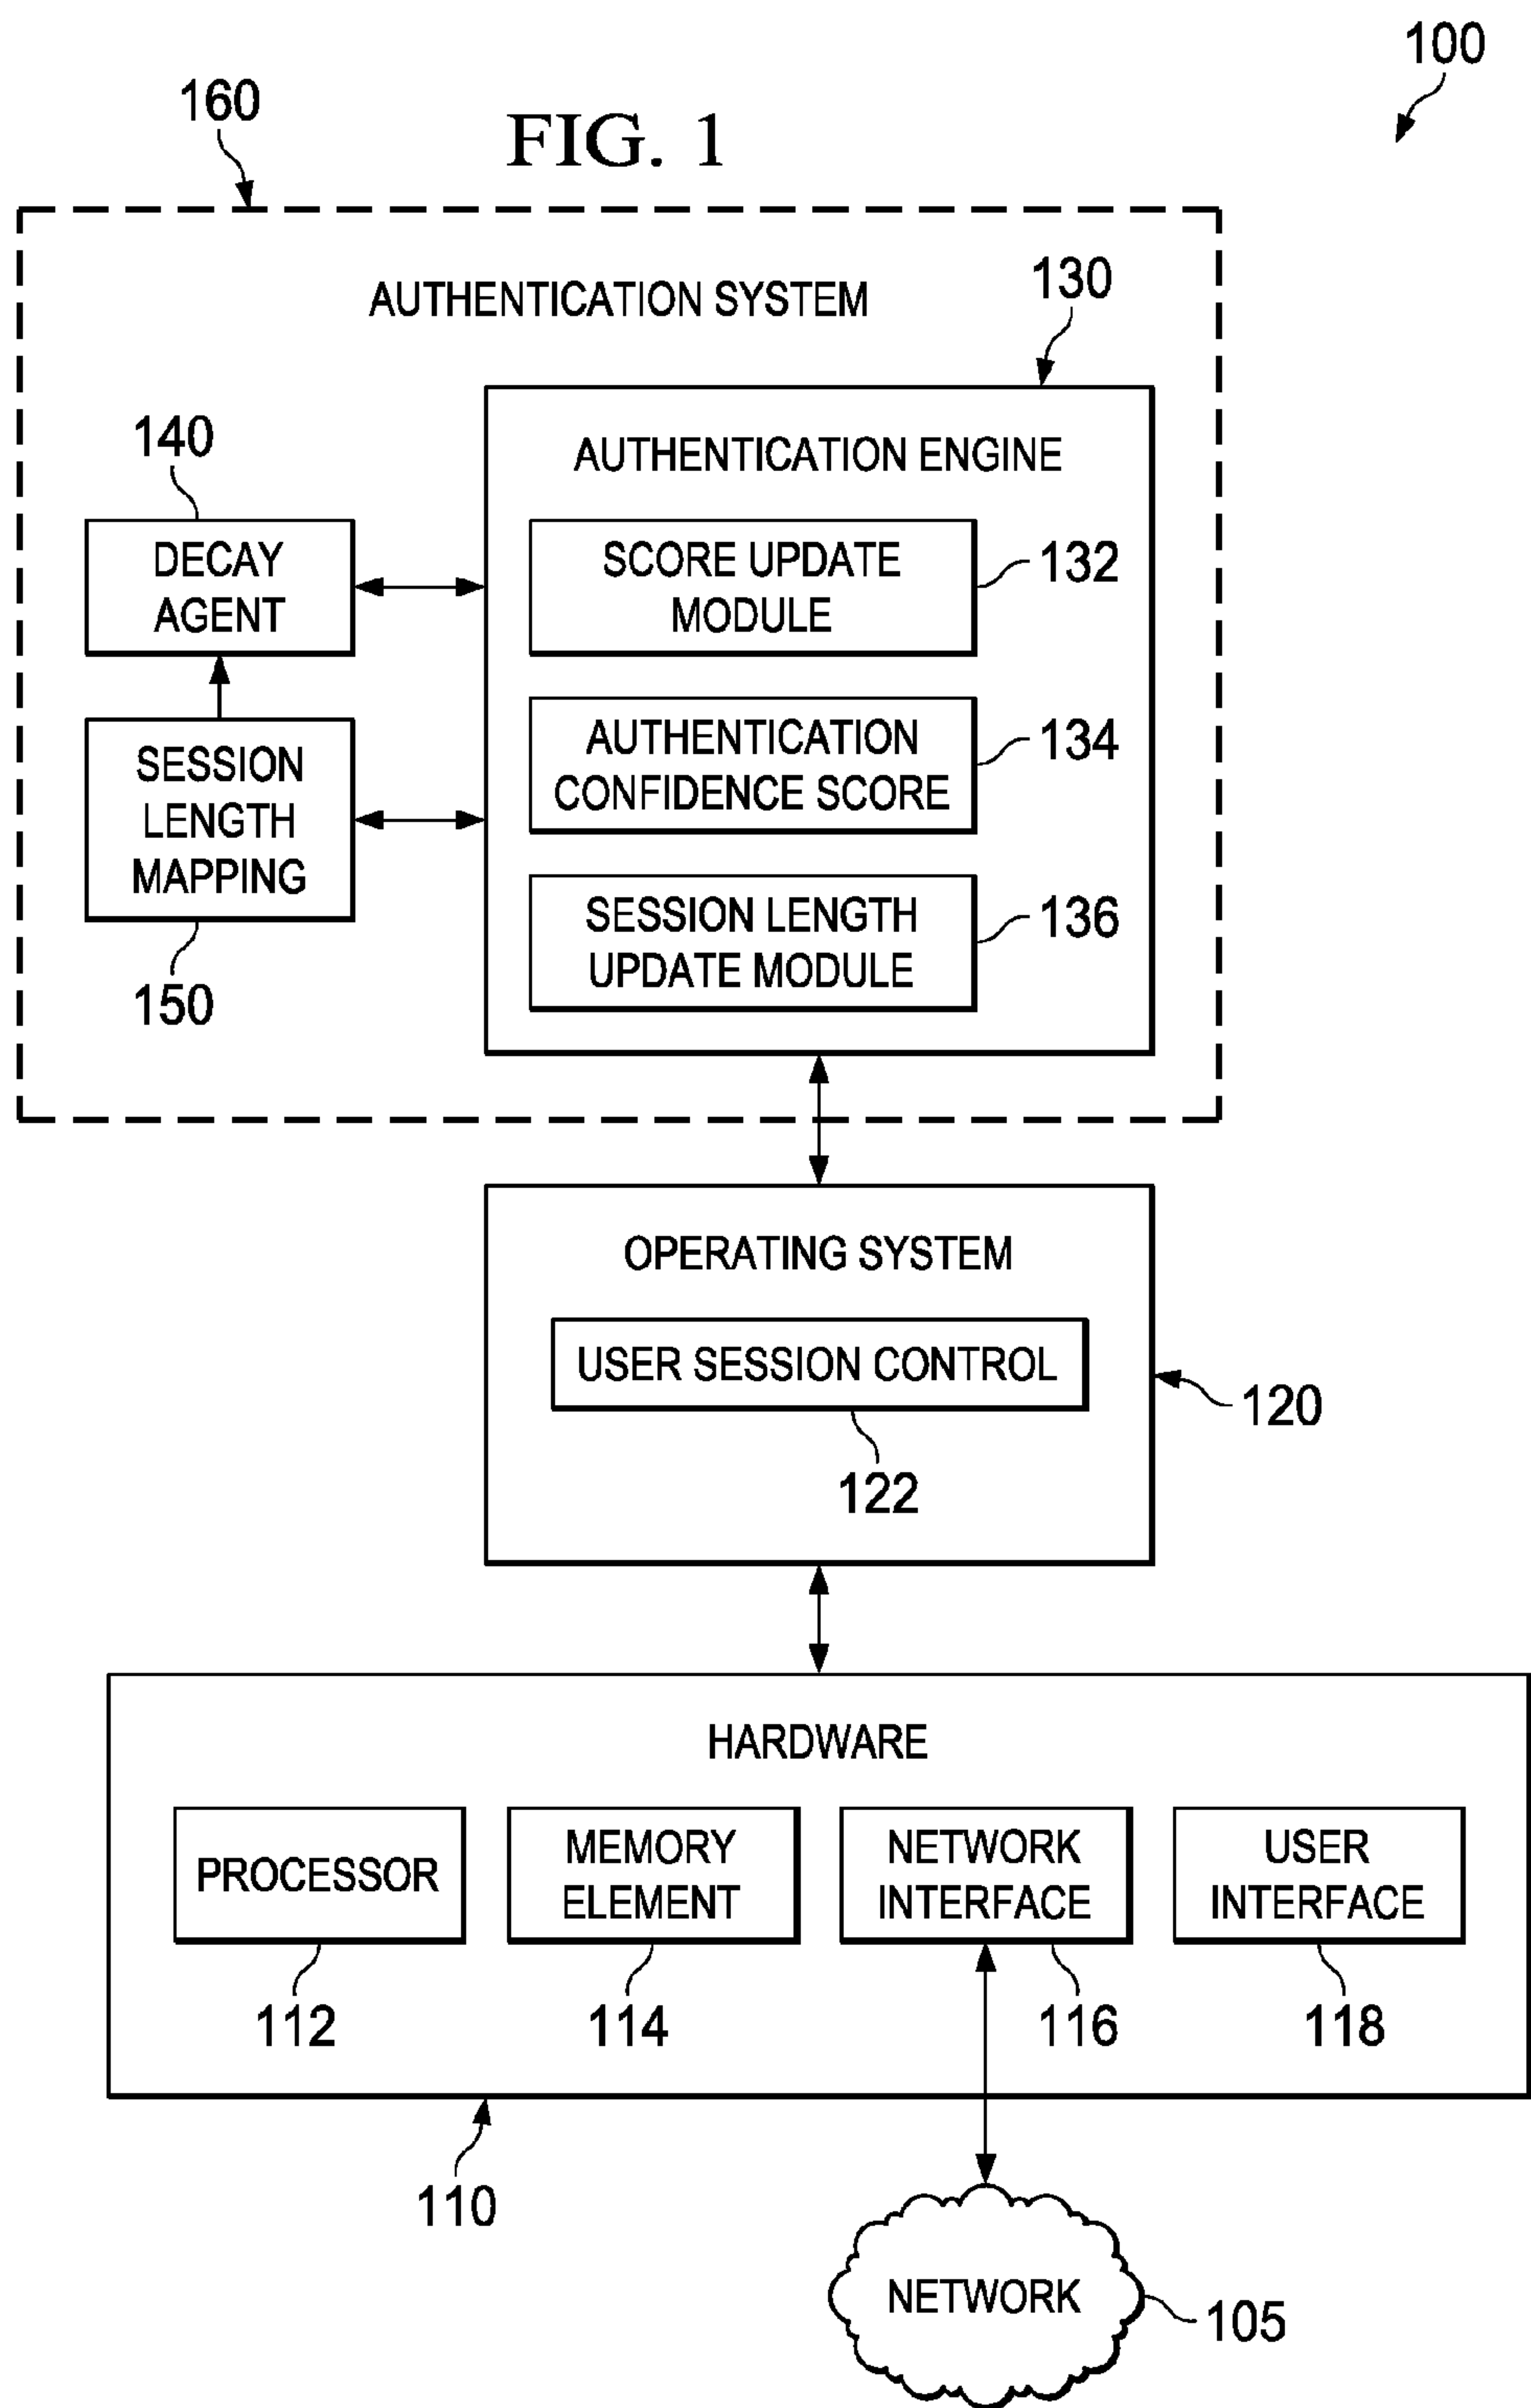 100
160
FIG. 1
AUTHENTICATION SYSTEM
130
140
AUTHENTICATION ENGINE
DECAY
AGENT
SCORE UPDATE
MODULE
132
SESSION
LENGTH
MAPPING
AUTHENTICATION
CONFIDENCE SCORE
134
150
SESSION LENGTH
UPDATE MODULE
136
OPERATING SYSTEM
USER SESSION CONTROL
120
122
HARDWARE
PROCESSOR
MEMORY
ELEMENT
NETWORK
INTERFACE
USER
INTERFACE
112
114
116
118
110
NETWORK
105